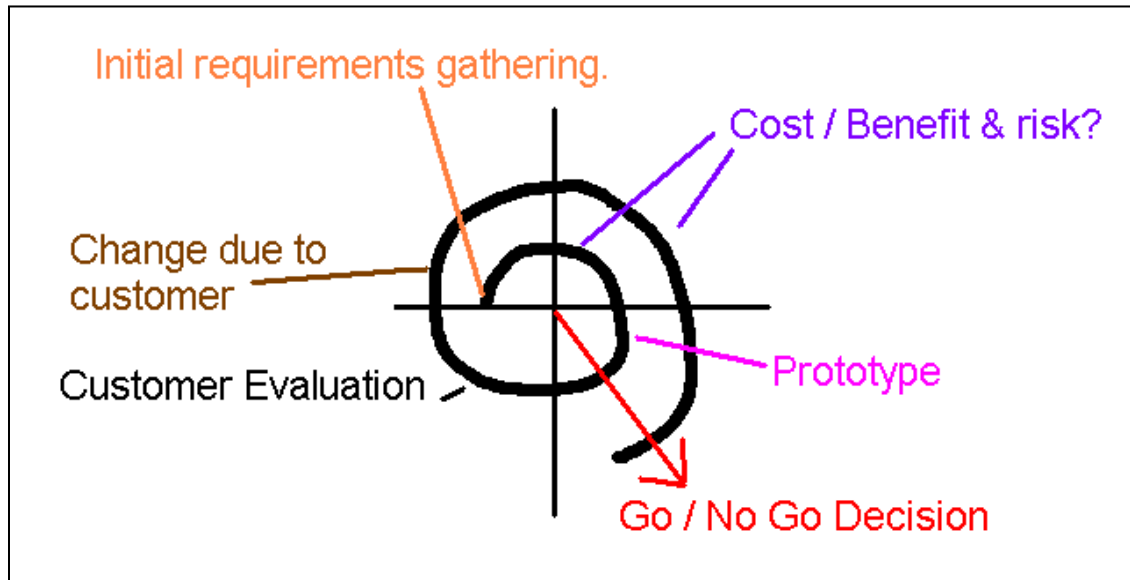 Initial requirements gathering.
Cost / Benefit & risk?
Change due to
customer
Customer Evaluation
Prototype
Go / No Go Decision